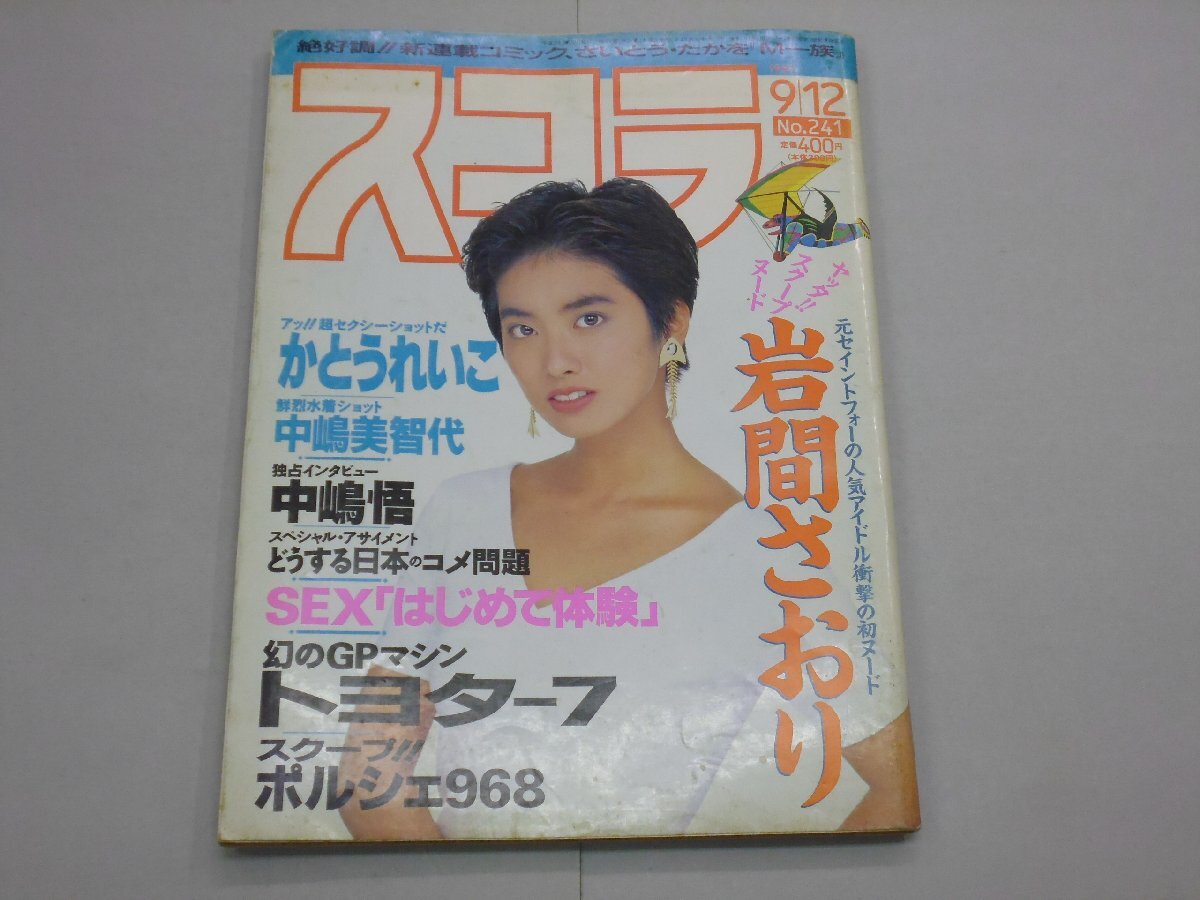 絶好調!!新連載コミック、さいとう・たかを「M一族」
スコラ
9/12
No.241
定価400円
ヤッタ!!
スクープ
ヌード
元セイントフォーの人気アイドル衝撃の初ヌード
岩間さおり
アッ!!超セクシーショットだ
かとうれいこ
鮮烈水着ショット
中嶋美智代
独占インタビュー
中嶋悟
スペシャル・アサイメント
どうする日本のコメ問題
SEX「はじめて体験」
幻のGPマシン
トヨタ-7
スクープ!!
ポルシェ968